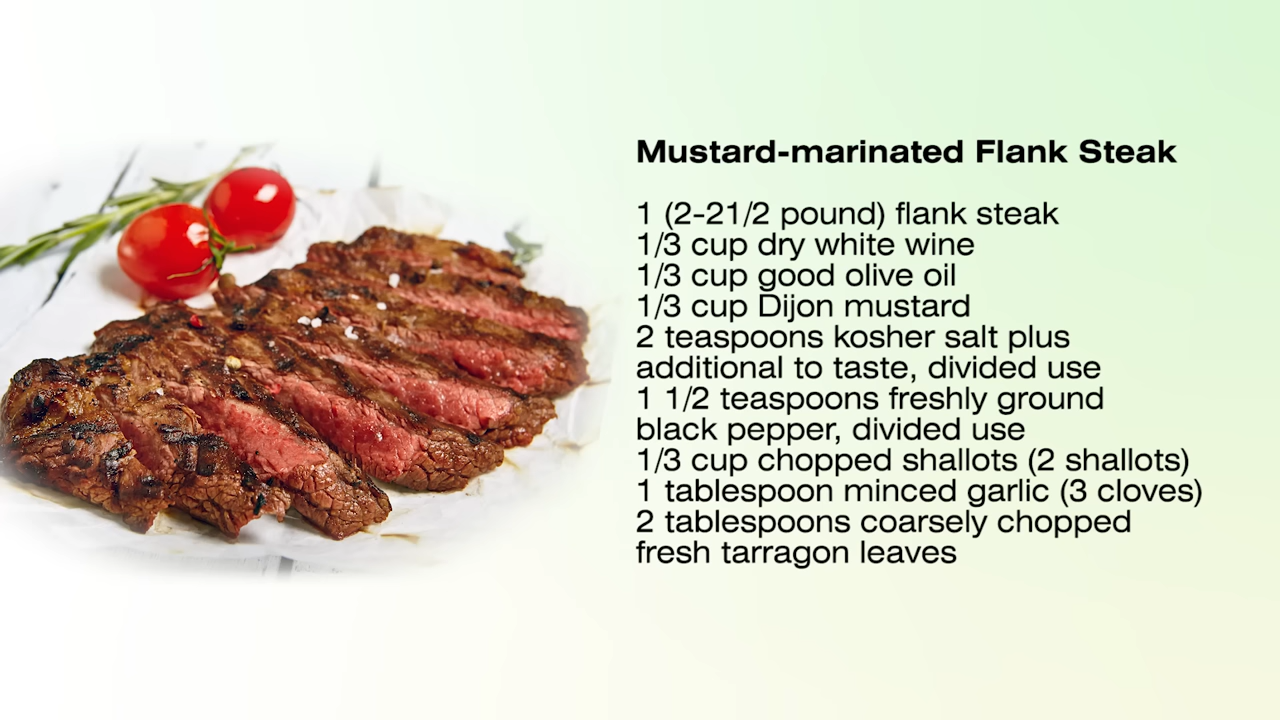 Mustard-marinated Flank Steak
1 (2-21/2 pound) flank steak
1/3 cup dry white wine
1/3 cup good olive oil
1/3 cup Dijon mustard
2 teaspoons kosher salt plus
additional to taste, divided use
1 1/2 teaspoons freshly ground
black pepper, divided use
1/3 cup chopped shallots (2 shallots)
1 tablespoon minced garlic (3 cloves)
2 tablespoons coarsely chopped
fresh tarragon leaves